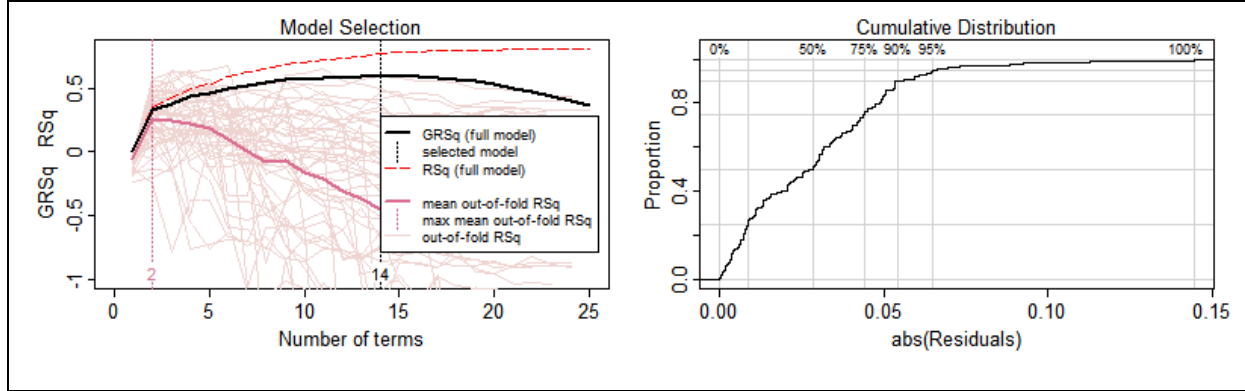 Model Selection
GRSq RSq
0.5
0
-0.5
-1
GRSq (full model)
selected model
RSq (full model)
mean out-of-fold RSq
max mean out-of-fold RSq
out-of-fold RSq
2
14
0 5 10 15 20 25
Number of terms
Cumulative Distribution
0% 50% 75% 90% 95% 100%
Proportion
0.8
0.4
0.0
0.00 0.05 0.10 0.15
abs(Residuals)